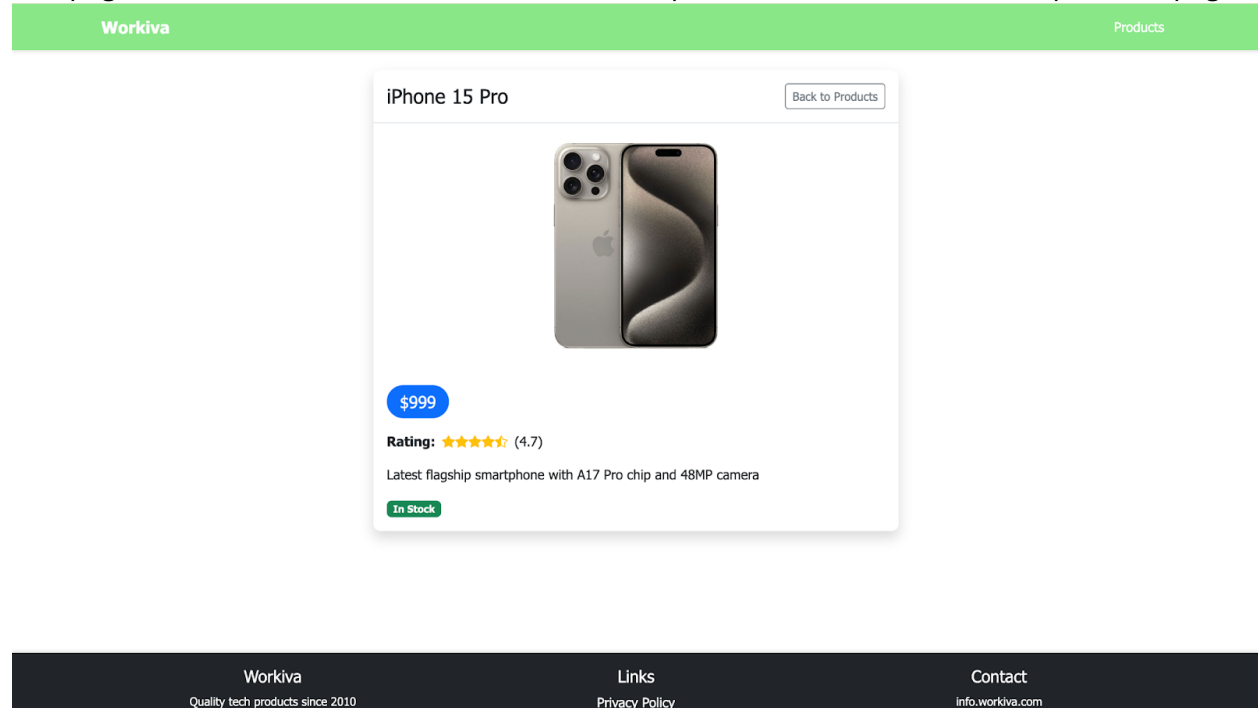 Workiva Products
iPhone 15 Pro Back to Products
$999
Rating: (4.7)
Latest flagship smartphone with A17 Pro chip and 48MP camera
In Stock
Workiva Links Contact
Quality tech products since 2010 Privacy Policy info.workiva.com